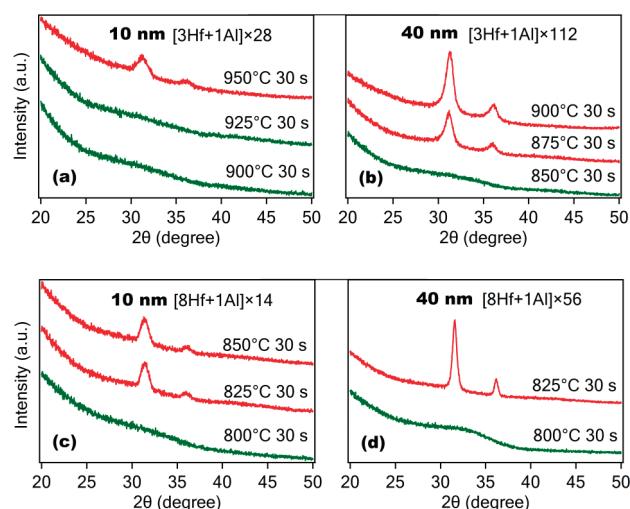 10 nm [3Hf+1Al]×28
950°C 30 s
925°C 30 s
900°C 30 s
(a)
Intensity (a.u.)
20 25 30 35 40 45 50
2θ (degree)
40 nm [3Hf+1Al]×112
900°C 30 s
875°C 30 s
850°C 30 s
(b)
20 25 30 35 40 45 50
2θ (degree)
10 nm [8Hf+1Al]×14
850°C 30 s
825°C 30 s
800°C 30 s
(c)
Intensity (a.u.)
20 25 30 35 40 45 50
2θ (degree)
40 nm [8Hf+1Al]×56
825°C 30 s
800°C 30 s
(d)
20 25 30 35 40 45 50
2θ (degree)